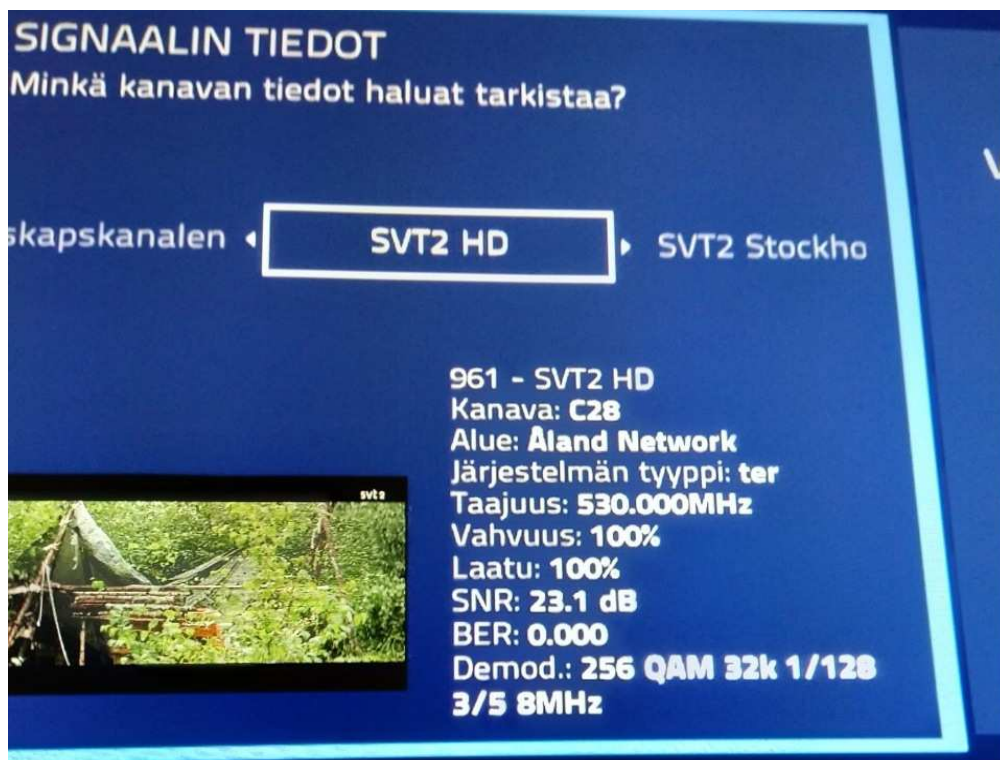 SIGNAALIN TIEDOT
Minkä kanavan tiedot haluat tarkistaa?
skapskanalen
SVT2 HD
SVT2 Stockho
961 - SVT2 HD
Kanava: C28
Alue: Åland Network
Järjestelmän tyyppi: ter
Taajuus: 530.000MHz
Vahvuus: 100%
Laatu: 100%
SNR: 23.1 dB
BER: 0.000
Demod.: 256 QAM 32k 1/128
3/5 8MHz
svt2